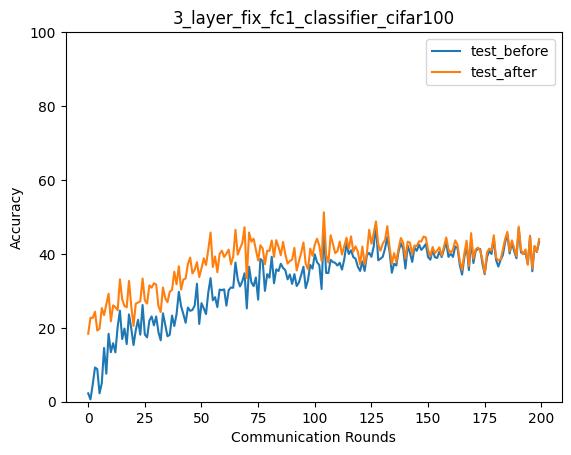 3_layer_fix_fc1_classifier_cifar100
test_before
test_after
100
80
60
40
20
0
Accuracy
0 25 50 75 100 125 150 175 200
Communication Rounds